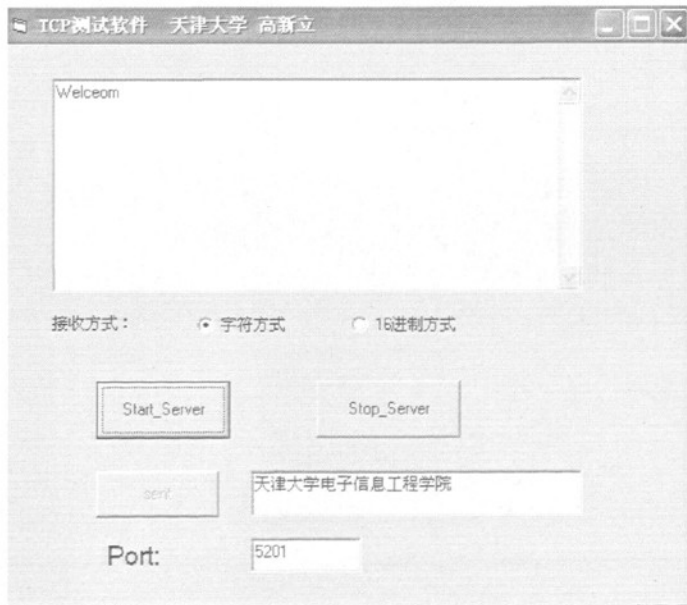 TCP测试软件 天津大学 高新立
Welceom
接收方式： 字符方式 16进制方式
Start_Server Stop_Server
sent 天津大学电子信息工程学院
Port: 5201